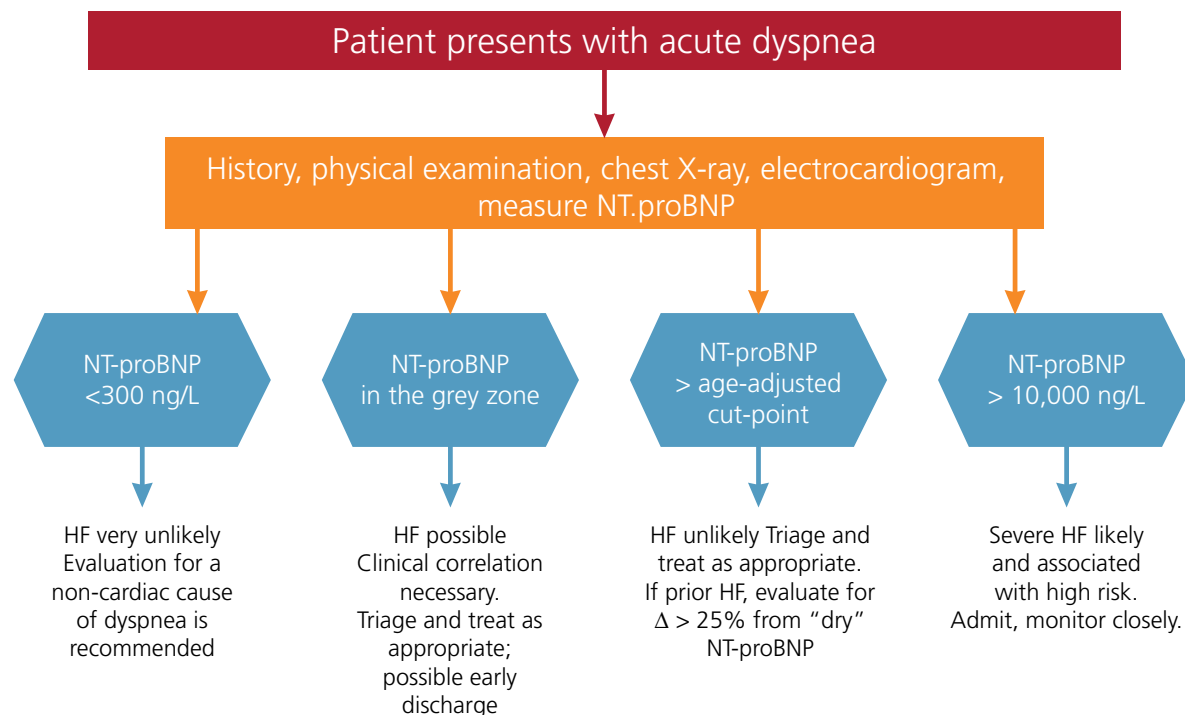 Patient presents with acute dyspnea
History, physical examination, chest X-ray, electrocardiogram,
measure NT.proBNP
NT-proBNP
<300 ng/L
NT-proBNP
in the grey zone
NT-proBNP
> age-adjusted
cut-point
NT-proBNP
> 10,000 ng/L
HF very unlikely
Evaluation for a
non-cardiac cause
of dyspnea is
recommended
HF possible
Clinical correlation
necessary.
Triage and treat as
appropriate;
possible early
discharge
HF unlikely Triage and
treat as appropriate.
If prior HF, evaluate for
Δ > 25% from “dry”
NT-proBNP
Severe HF likely
and associated
with high risk.
Admit, monitor closely.